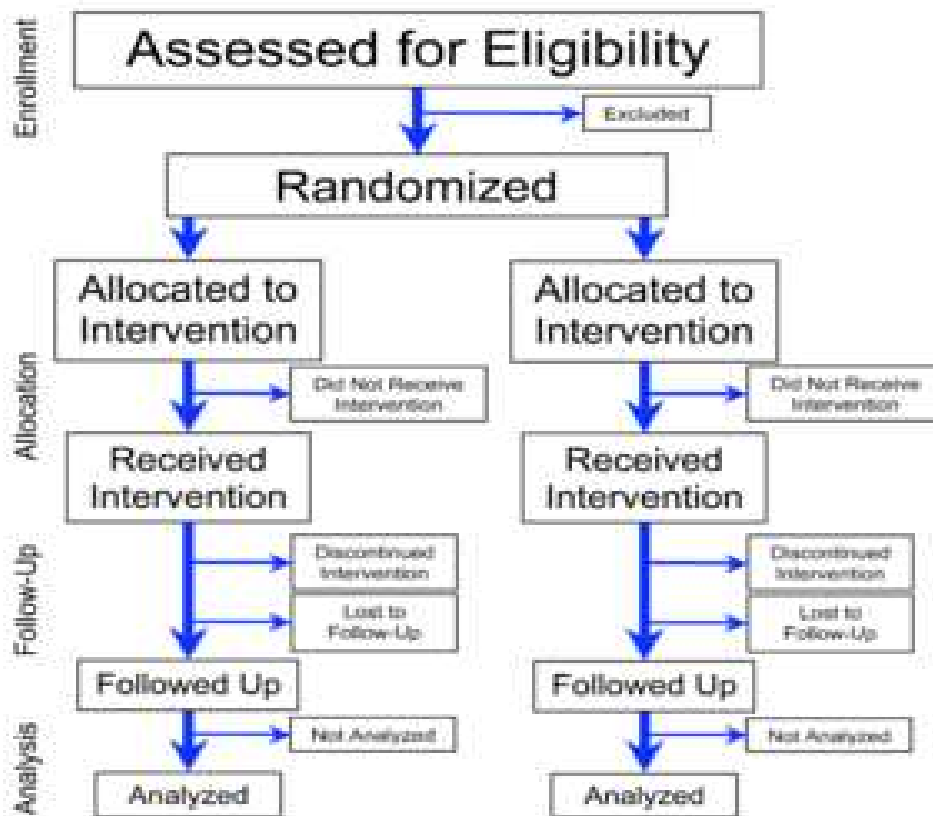 Enrollment
Assessed for Eligibility
Excluded
Randomized
Allocated to
Intervention
Allocated to
Intervention
Allocation
Did Not Receive
Intervention
Did Not Receive
Intervention
Received
Intervention
Received
Intervention
Follow-Up
Discontinued
Intervention
Discontinued
Intervention
Lost to
Follow-Up
Lost to
Follow-Up
Followed Up
Followed Up
Analysis
Not Analyzed
Not Analyzed
Analyzed
Analyzed